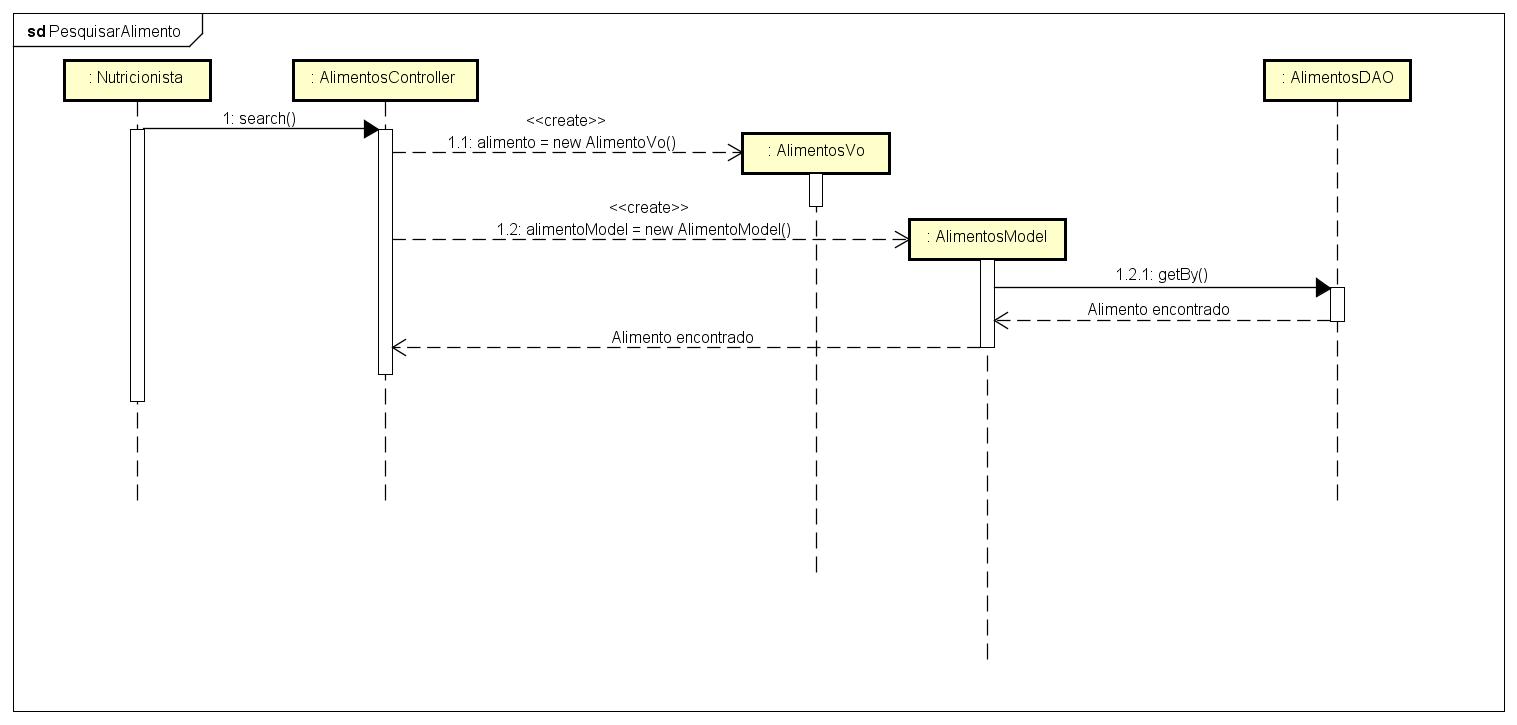 sd PesquisarAlimento
: Nutricionista
: AlimentosController
: AlimentosDAO
1: search()
<<create>>
1.1: alimento = new AlimentoVo()
: AlimentosVo
<<create>>
1.2: alimentoModel = new AlimentoModel()
: AlimentosModel
1.2.1: getBy()
Alimento encontrado
Alimento encontrado